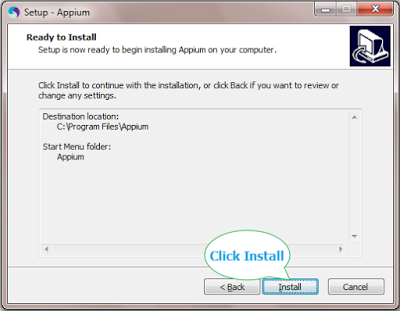 Setup - Appium
Ready to Install
Setup is now ready to begin installing Appium on your computer.
Click Install to continue with the installation, or click Back if you want to review or
change any settings.
Destination location:
C:\Program Files\Appium
Start Menu folder:
Appium
Click Install
< Back
Install
Cancel